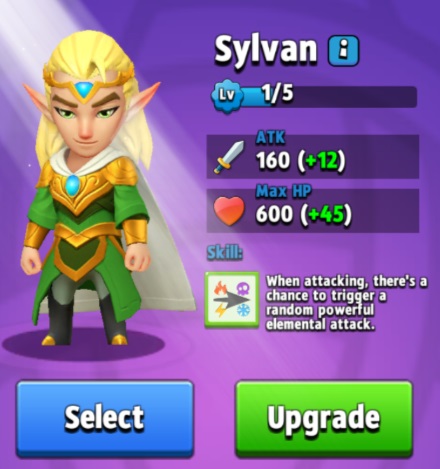 Sylvan i
Lv 1/5
ATK
160 (+12)
Max HP
600 (+45)
Skill:
When attacking, there's a
chance to trigger a
random powerful
elemental attack.
Select
Upgrade